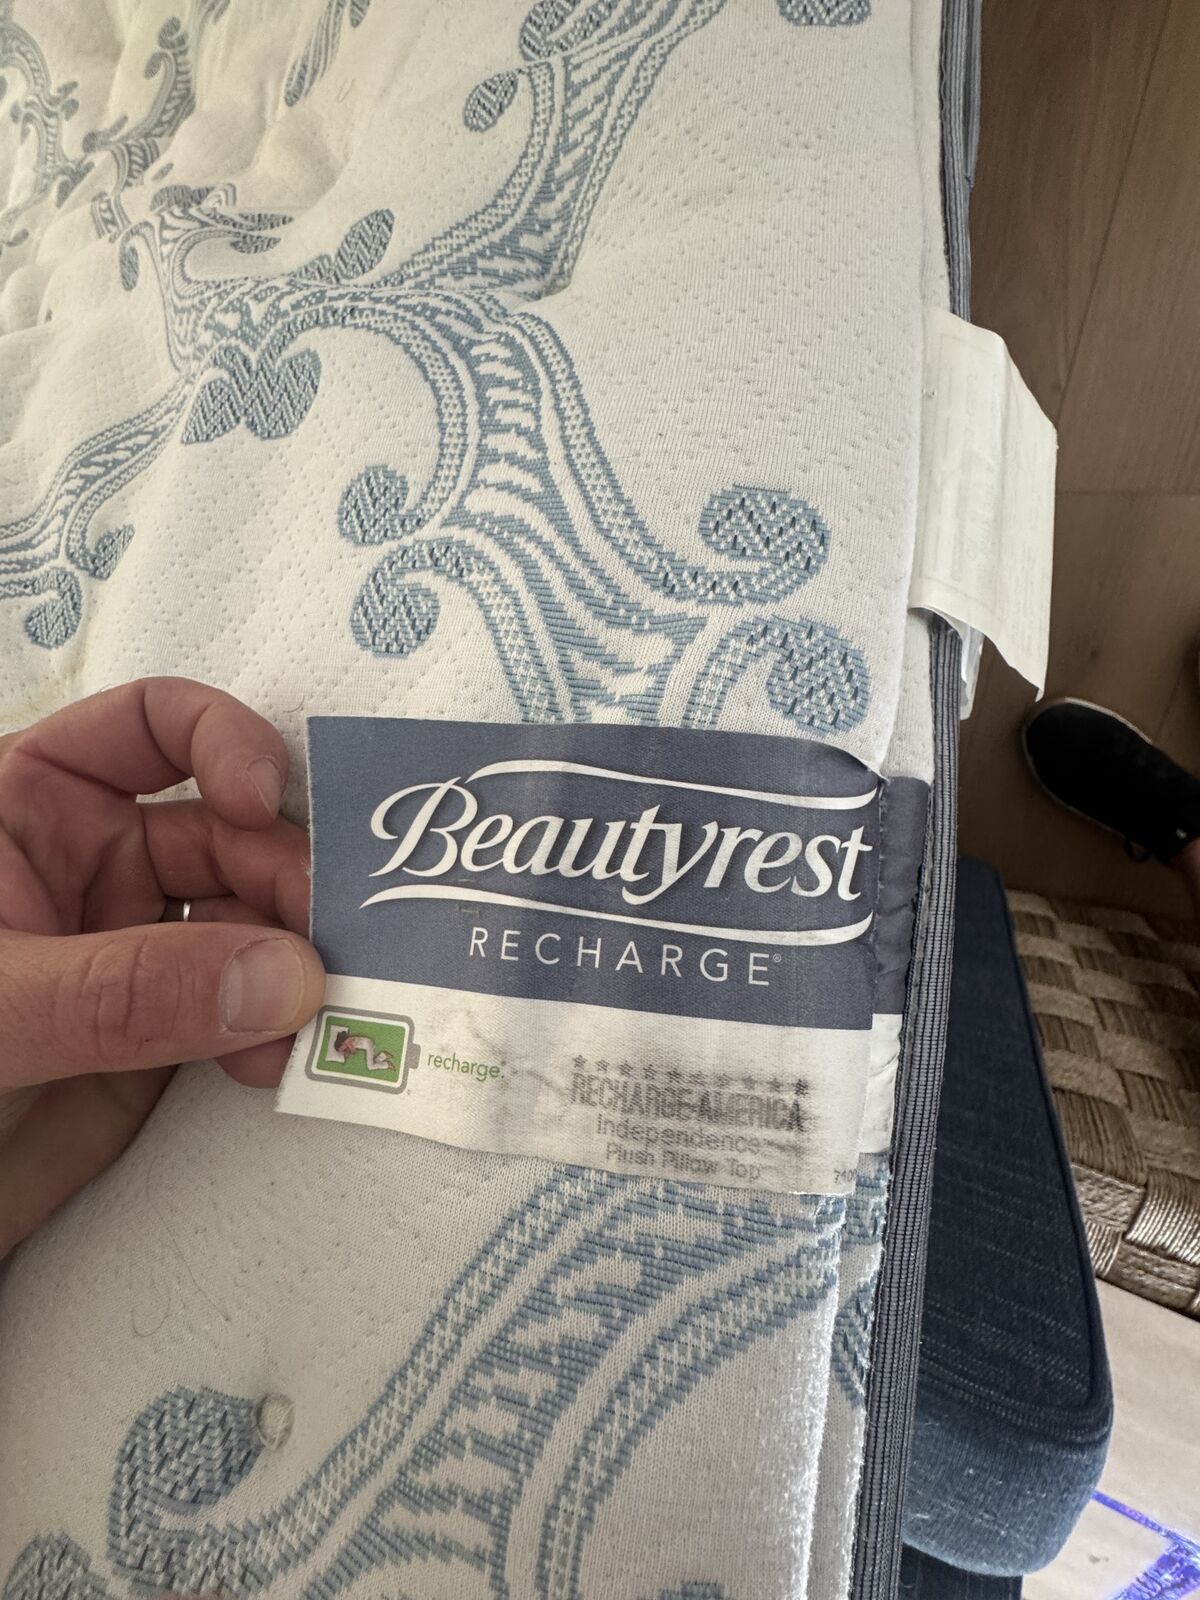 Beautyrest
RECHARGE®
recharge.
★★★★★★★★★★
RECHARGE AMERICA
Independence
Plush Pillow Top